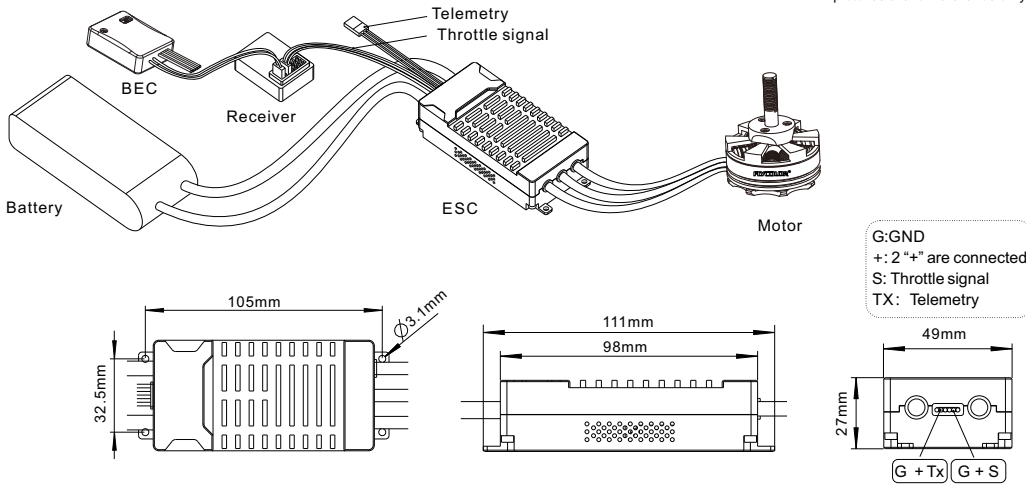 Telemetry
Throttle signal
BEC
Receiver
Battery
ESC
Motor
G:GND
+: 2 “+” are connected
S: Throttle signal
TX: Telemetry
105mm
∅3.1mm
32.5mm
111mm
98mm
49mm
27mm
G + Tx
G + S